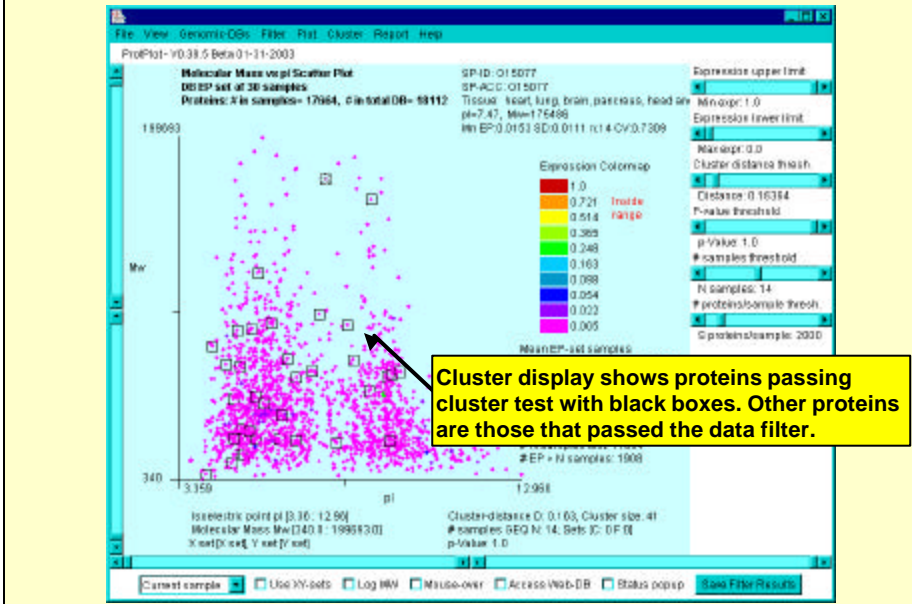 File View Genomic-DBs Filter Plot Cluster Report Help
ProtPlot- V0.38.5 Beta 01-31-2003
Molecular Mass vs pI Scatter Plot
DB EP set of 30 samples
Proteins: # in samples= 17664, # in total DB= 18112
SP-ID: O15077
SP-ACC: O15077
Tissue: heart, lung, brain, pancreas, head an
pI=7.47, Mw=175486
Mn EP:0.0153 SD:0.0111 n:14 CV:0.7309
Expression upper limit
Min expr: 1.0
Expression lower limit
Max expr: 0.0
Cluster distance thresh.
Distance: 0.16384
P-value threshold
p-Value: 1.0
# samples threshold
N samples: 14
# proteins/sample thresh.
S proteins/sample: 2000
199693
Mw
340
3.359
12.960
pI
Expression Colormap
1.0
0.721
0.514
0.365
0.248
0.163
0.098
0.054
0.022
0.005
Inside
range
Mean EP-set samples
Cluster display shows proteins passing
cluster test with black boxes. Other proteins
are those that passed the data filter.
# EP > N samples: 1908
Isoelectric point pI [3.36 : 12.96]
Molecular Mass Mw [340.0 : 199693.0]
X set[X set], Y set[Y set]
Cluster-distance D: 0.163, Cluster size: 41
# samples GEQ N: 14, Sets [C: 0 F:0]
p-Value 1.0
Current sample
Use XY-sets
Log MW
Mouse-over
Access Web-DB
Status popup
Save Filter Results